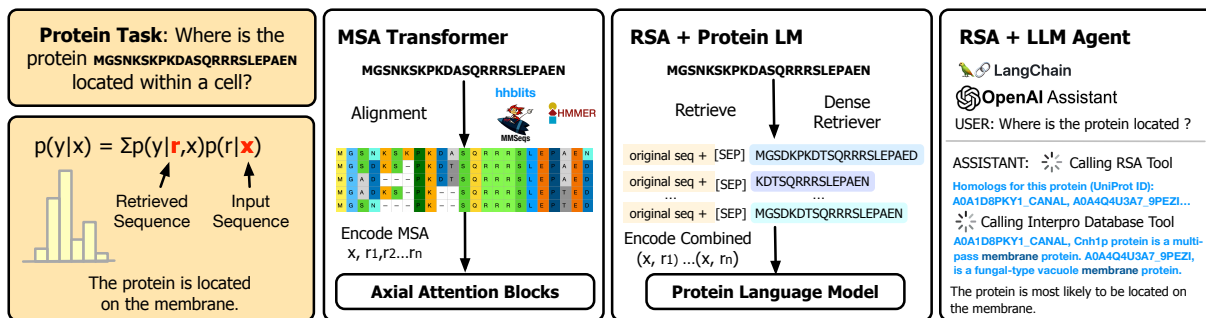 Protein Task: Where is the
protein MGSNKSKPKDASQRRRSLEPAEN
located within a cell?
p(y|x) = Σp(y|r,x)p(r|x)
Retrieved
Sequence
Input
Sequence
The protein is located
on the membrane.
MSA Transformer
MGSNKSKPKDASQRRRSLEPAEN
Alignment
hhblits
MMSeqs
HMMER
M G S N K S K P K D A S Q R R R S L E P A E N
Encode MSA
x, r1,r2...rn
Axial Attention Blocks
RSA + Protein LM
MGSNKSKPKDASQRRRSLEPAEN
Retrieve
Dense
Retriever
original seq + [SEP] MGSDKPKDTSQRRRSLEPAED
original seq + [SEP] KDTSQRRRSLEPAEN
... ...
original seq + [SEP] MGSDKDTSQRRRSLEPAEN
Encode Combined
(x, r1) ...(x, rn)
Protein Language Model
RSA + LLM Agent
LangChain
OpenAI Assistant
USER: Where is the protein located ?
ASSISTANT: Calling RSA Tool
Homologs for this protein (UniProt ID):
A0A1D8PKY1_CANAL, A0A4Q4U3A7_9PEZI...
Calling Interpro Database Tool
A0A1D8PKY1_CANAL, Cnh1p protein is a multi-
pass membrane protein. A0A4Q4U3A7_9PEZI,
is a fungal-type vacuole membrane protein.
The protein is most likely to be located on
the membrane.